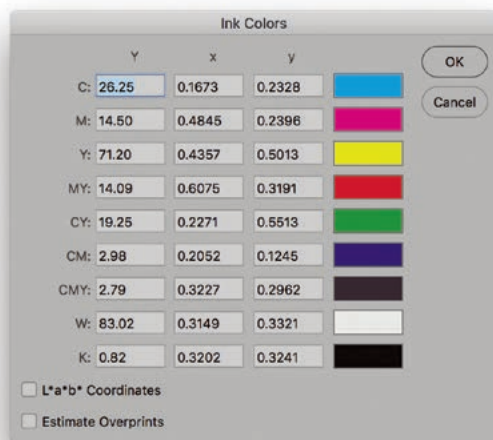 Ink Colors
Y x y
OK
C: 26.25 0.1673 0.2328
Cancel
M: 14.50 0.4845 0.2396
Y: 71.20 0.4357 0.5013
MY: 14.09 0.6075 0.3191
CY: 19.25 0.2271 0.5513
CM: 2.98 0.2052 0.1245
CMY: 2.79 0.3227 0.2962
W: 83.02 0.3149 0.3321
K: 0.82 0.3202 0.3241
L*a*b* Coordinates
Estimate Overprints